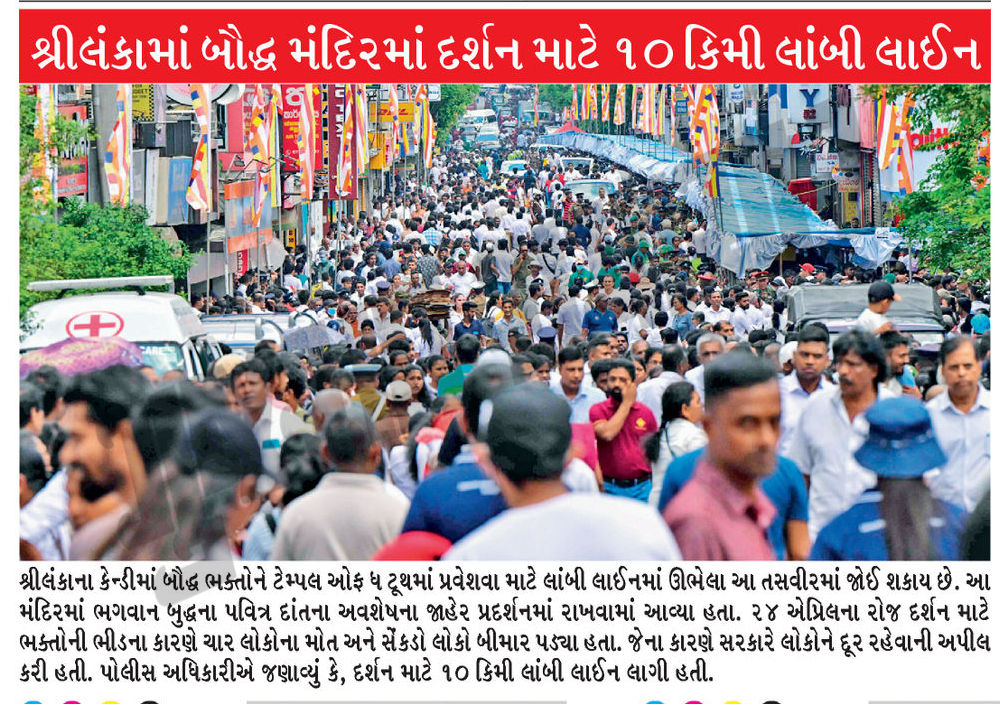 શ્રીલંકામાં બૌદ્ધ મંદિરમાં દર્શન માટે ૧૦ કિમી લાંબી લાઈન
શ્રીલંકાના કેન્ડીમાં બૌદ્ધ ભક્તોને ટેમ્પલ ઓફ ધ ટૂથમાં પ્રવેશવા માટે લાંબી લાઈનમાં ઊભેલા આ તસવીરમાં જોઈ શકાય છે. આ
મંદિરમાં ભગવાન બુદ્ધના પવિત્ર દાંતના અવશેષના જાહેર પ્રદર્શનમાં રાખવામાં આવ્યા હતા. ૨૪ એપ્રિલના રોજ દર્શન માટે
ભક્તોની ભીડના કારણે ચાર લોકોના મોત અને સેંકડો લોકો બીમાર પડ્યા હતા. જેના કારણે સરકારે લોકોને દૂર રહેવાની અપીલ
કરી હતી. પોલીસ અધિકારીએ જણાવ્યું કે, દર્શન માટે ૧૦ કિમી લાંબી લાઈન લાગી હતી.